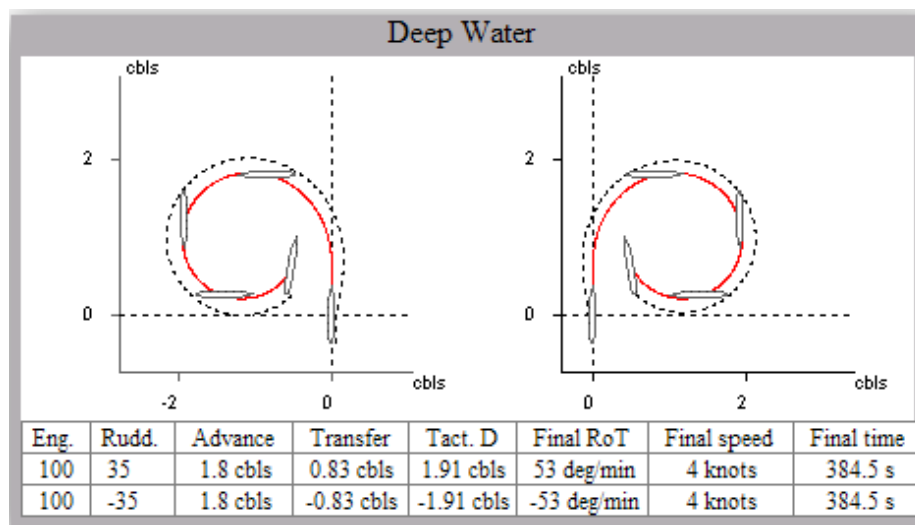 Deep Water
cbls cbls
2 2
0 0
cbls cbls
-2 0 0 2
Eng. Rudd. Advance Transfer Tact. D Final RoT Final speed Final time
100 35 1.8 cbls 0.83 cbls 1.91 cbls 53 deg/min 4 knots 384.5 s
100 -35 1.8 cbls -0.83 cbls -1.91 cbls -53 deg/min 4 knots 384.5 s